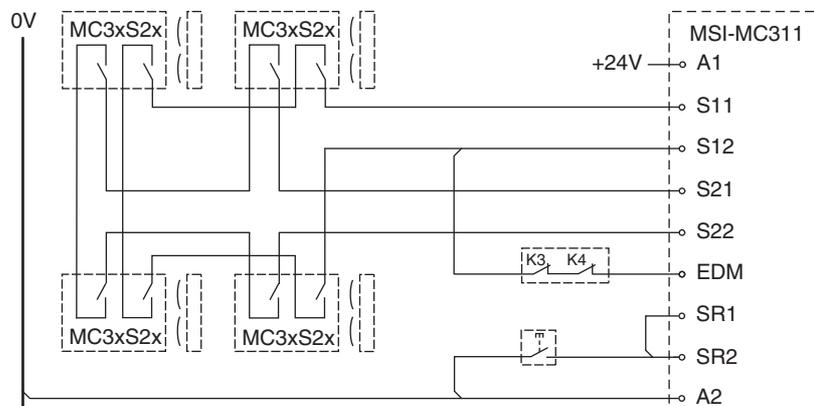 0V
MC3xS2x
MC3xS2x
MSI-MC311
+24V
A1
S11
S12
S21
S22
K3 K4
EDM
SR1
MC3xS2x
MC3xS2x
SR2
A2